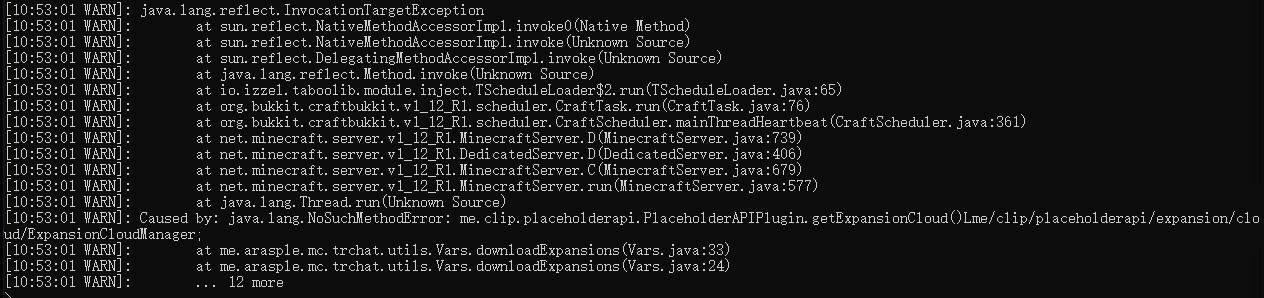 [10:53:01 WARN]: java.lang.reflect.InvocationTargetException
[10:53:01 WARN]:        at sun.reflect.NativeMethodAccessorImpl.invoke0(Native Method)
[10:53:01 WARN]:        at sun.reflect.NativeMethodAccessorImpl.invoke(Unknown Source)
[10:53:01 WARN]:        at sun.reflect.DelegatingMethodAccessorImpl.invoke(Unknown Source)
[10:53:01 WARN]:        at java.lang.reflect.Method.invoke(Unknown Source)
[10:53:01 WARN]:        at io.izzel.taboolib.module.inject.TScheduleLoader$2.run(TScheduleLoader.java:65)
[10:53:01 WARN]:        at org.bukkit.craftbukkit.v1_12_R1.scheduler.CraftTask.run(CraftTask.java:76)
[10:53:01 WARN]:        at org.bukkit.craftbukkit.v1_12_R1.scheduler.CraftScheduler.mainThreadHeartbeat(CraftScheduler.java:361)
[10:53:01 WARN]:        at net.minecraft.server.v1_12_R1.MinecraftServer.D(MinecraftServer.java:739)
[10:53:01 WARN]:        at net.minecraft.server.v1_12_R1.DedicatedServer.D(DedicatedServer.java:406)
[10:53:01 WARN]:        at net.minecraft.server.v1_12_R1.MinecraftServer.C(MinecraftServer.java:679)
[10:53:01 WARN]:        at net.minecraft.server.v1_12_R1.MinecraftServer.run(MinecraftServer.java:577)
[10:53:01 WARN]:        at java.lang.Thread.run(Unknown Source)
[10:53:01 WARN]: Caused by: java.lang.NoSuchMethodError: me.clip.placeholderapi.PlaceholderAPIPlugin.getExpansionCloud()Lme/clip/placeholderapi/expansion/clo
ud/ExpansionCloudManager;
[10:53:01 WARN]:        at me.arasple.mc.trchat.utils.Vars.downloadExpansions(Vars.java:33)
[10:53:01 WARN]:        at me.arasple.mc.trchat.utils.Vars.downloadExpansions(Vars.java:24)
[10:53:01 WARN]:        ... 12 more